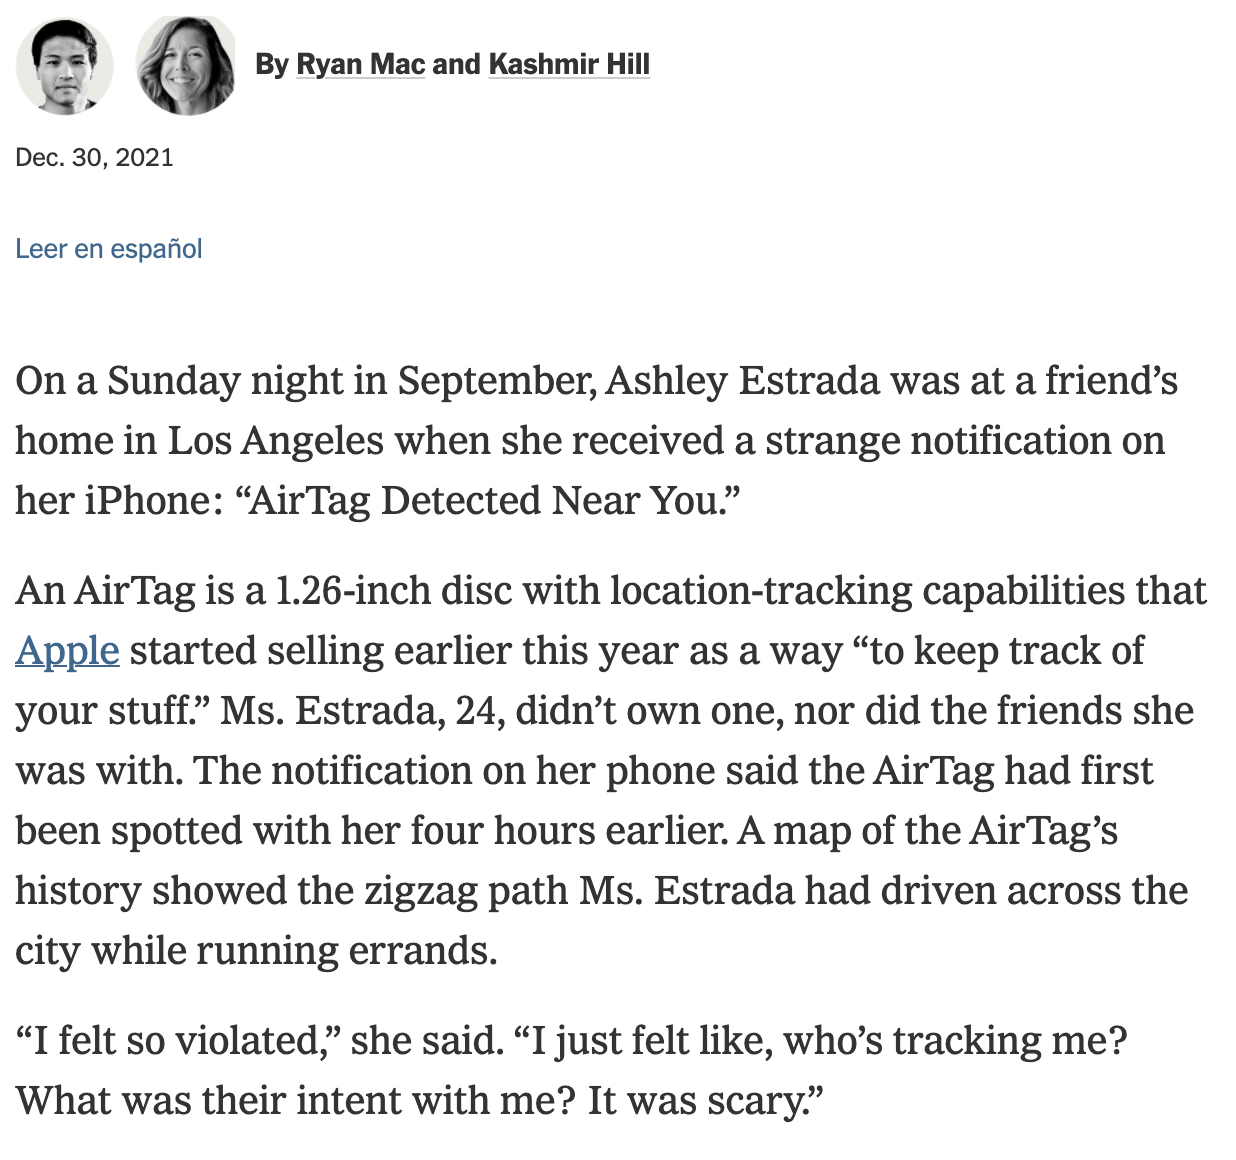 By Ryan Mac and Kashmir Hill
Dec. 30, 2021
Leer en español
On a Sunday night in September, Ashley Estrada was at a friend’s
home in Los Angeles when she received a strange notification on
her iPhone: “AirTag Detected Near You.”
An AirTag is a 1.26-inch disc with location-tracking capabilities that
Apple started selling earlier this year as a way “to keep track of
your stuff.” Ms. Estrada, 24, didn’t own one, nor did the friends she
was with. The notification on her phone said the AirTag had first
been spotted with her four hours earlier. A map of the AirTag’s
history showed the zigzag path Ms. Estrada had driven across the
city while running errands.
“I felt so violated,” she said. “I just felt like, who’s tracking me?
What was their intent with me? It was scary.”